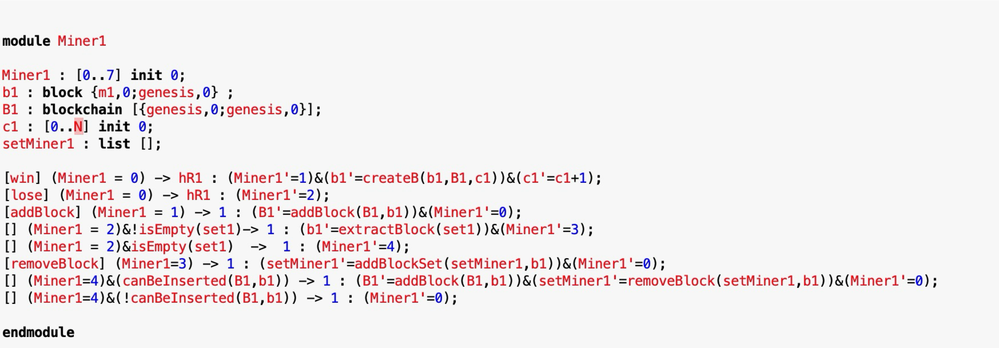 module Miner1
Miner1 : [0..7] init 0;
b1 : block {m1,0;genesis,0} ;
B1 : blockchain [{genesis,0;genesis,0}];
c1 : [0..N] init 0;
setMiner1 : list [];
[win] (Miner1 = 0) -> hR1 : (Miner1'=1)&(b1'=createB(b1,B1,c1))&(c1'=c1+1);
[lose] (Miner1 = 0) -> hR1 : (Miner1'=2);
[addBlock] (Miner1 = 1) -> 1 : (B1'=addBlock(B1,b1))&(Miner1'=0);
[] (Miner1 = 2)&!isEmpty(set1)-> 1 : (b1'=extractBlock(set1))&(Miner1'=3);
[] (Miner1 = 2)&isEmpty(set1)  ->  1 : (Miner1'=4);
[removeBlock] (Miner1=3) -> 1 : (setMiner1'=addBlockSet(setMiner1,b1))&(Miner1'=0);
[] (Miner1=4)&(canBeInserted(B1,b1)) -> 1 : (B1'=addBlock(B1,b1))&(setMiner1'=removeBlock(setMiner1,b1))&(Miner1'=0);
[] (Miner1=4)&(!canBeInserted(B1,b1)) -> 1 : (Miner1'=0);
endmodule